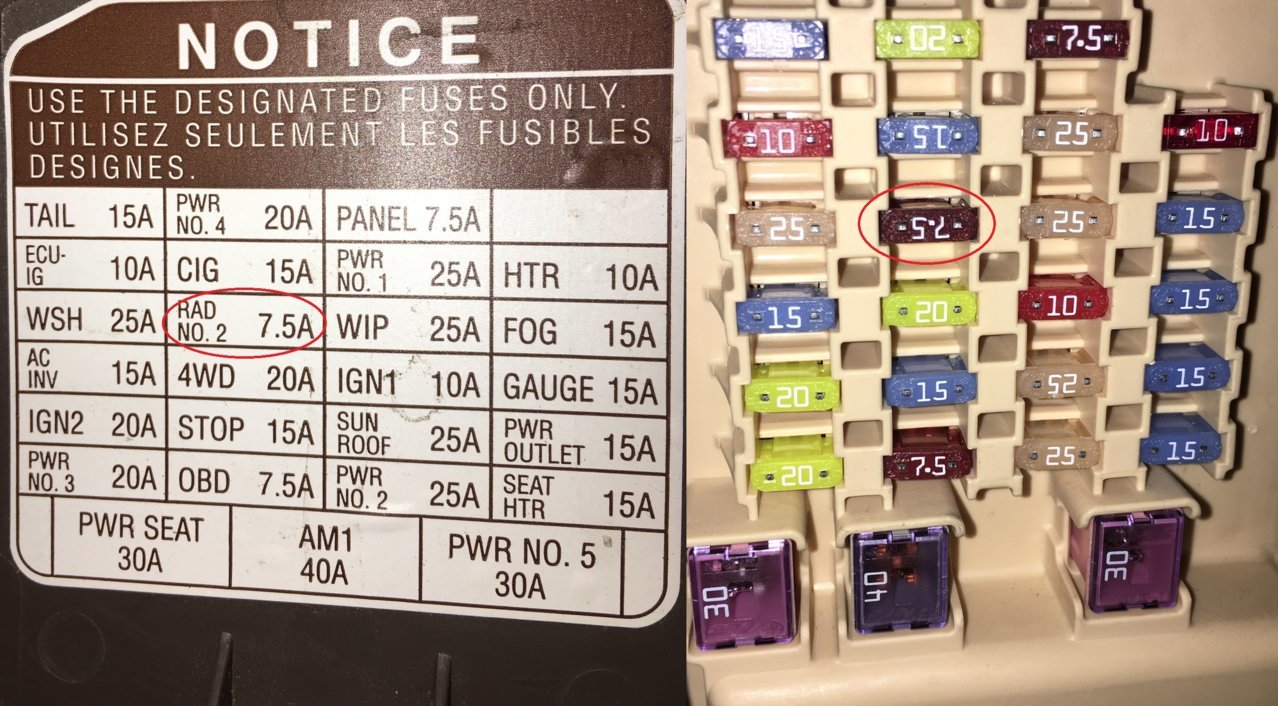 NOTICE
USE THE DESIGNATED FUSES ONLY.
UTILISEZ SEULEMENT LES FUSIBLES
DESIGNES.
TAIL 15A PWR NO. 4 20A PANEL 7.5A
ECU-IG 10A CIG 15A PWR NO. 1 25A HTR 10A
WSH 25A RAD NO. 2 7.5A WIP 25A FOG 15A
AC INV 15A 4WD 20A IGN1 10A GAUGE 15A
IGN2 20A STOP 15A SUN ROOF 25A PWR OUTLET 15A
PWR NO. 3 20A OBD 7.5A PWR NO. 2 25A SEAT HTR 15A
PWR SEAT 30A AM1 40A PWR NO. 5 30A
15 20 7.5
10 15 25 10
25 7.5 25 15
15 20 10 15
20 15 25 15
20 7.5 25 15
30 40 30